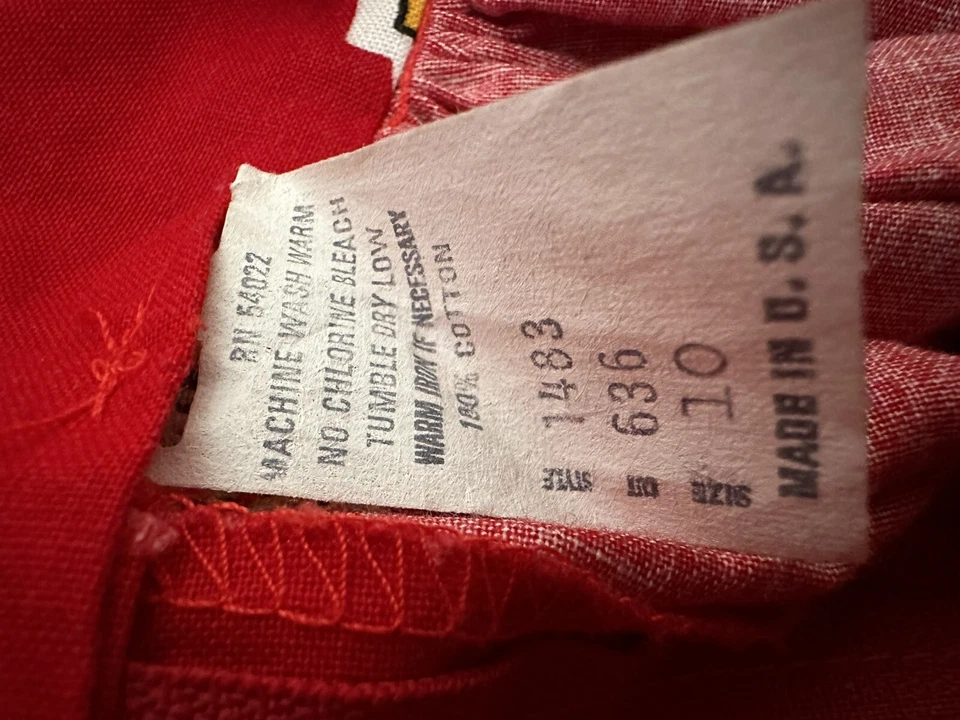 RN 54022
MACHINE WASH WARM
NO CHLORINE BLEACH
TUMBLE DRY LOW
WARM IRON/IF NECESSARY
100% COTTON
STYLE 1483
CUT 636
SIZE 10
MADE IN U.S.A.